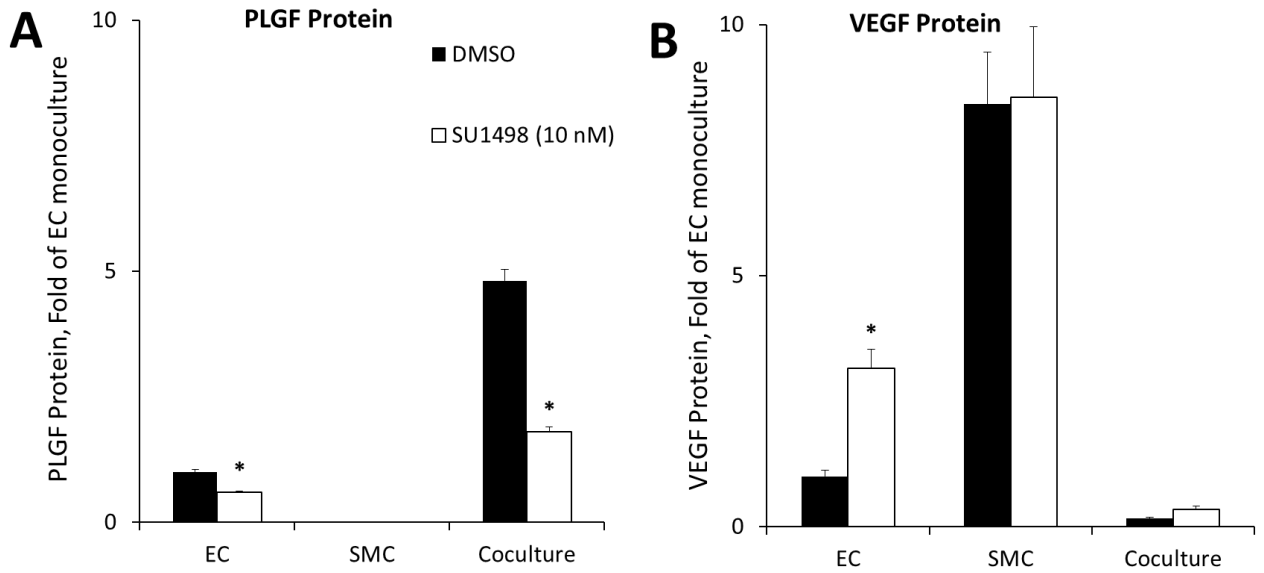 A
PLGF Protein
PLGF Protein, Fold of EC monoculture
10
5
0
DMSO
SU1498 (10 nM)
*
*
EC
SMC
Coculture
B
VEGF Protein
VEGF Protein, Fold of EC monoculture
10
5
0
*
EC
SMC
Coculture